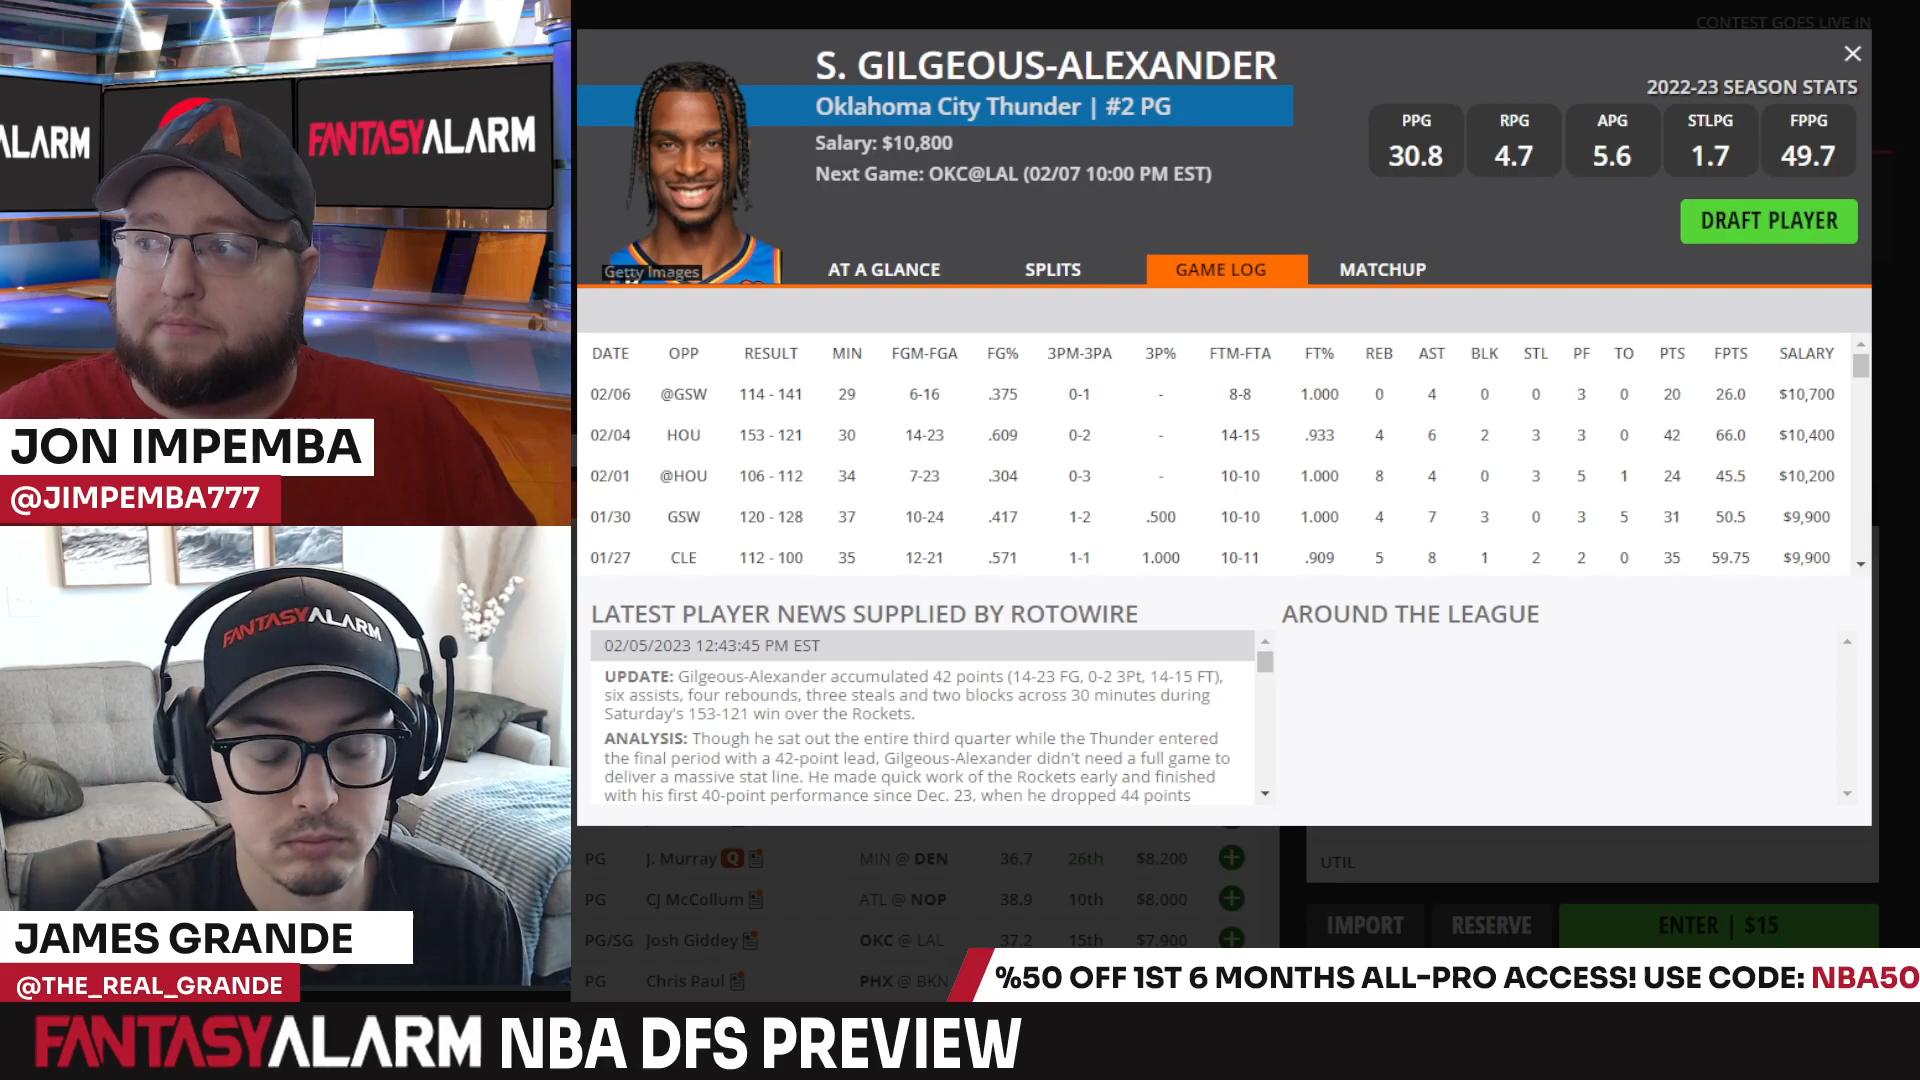 ALARM
FANTASYALARM
JON IMPEMBA
@JIMPEMBA777
FANTASYALARM
JAMES GRANDE
@THE_REAL_GRANDE
CONTEST GOES LIVE IN
S. GILGEOUS-ALEXANDER
Oklahoma City Thunder | #2 PG
Salary: $10,800
Next Game: OKC@LAL (02/07 10:00 PM EST)
Getty Images
2022-23 SEASON STATS
PPG RPG APG STLPG FPPG
30.8 4.7 5.6 1.7 49.7
DRAFT PLAYER
AT A GLANCE SPLITS GAME LOG MATCHUP
DATE OPP RESULT MIN FGM-FGA FG% 3PM-3PA 3P% FTM-FTA FT% REB AST BLK STL PF TO PTS FPTS SALARY
02/06 @GSW 114 - 141 29 6-16 .375 0-1 - 8-8 1.000 0 4 0 0 3 0 20 26.0 $10,700
02/04 HOU 153 - 121 30 14-23 .609 0-2 - 14-15 .933 4 6 2 3 3 0 42 66.0 $10,400
02/01 @HOU 106 - 112 34 7-23 .304 0-3 - 10-10 1.000 8 4 0 3 5 1 24 45.5 $10,200
01/30 GSW 120 - 128 37 10-24 .417 1-2 .500 10-10 1.000 4 7 3 0 3 5 31 50.5 $9,900
01/27 CLE 112 - 100 35 12-21 .571 1-1 1.000 10-11 .909 5 8 1 2 2 0 35 59.75 $9,900
LATEST PLAYER NEWS SUPPLIED BY ROTOWIRE
02/05/2023 12:43:45 PM EST
UPDATE: Gilgeous-Alexander accumulated 42 points (14-23 FG, 0-2 3Pt, 14-15 FT),
six assists, four rebounds, three steals and two blocks across 30 minutes during
Saturday's 153-121 win over the Rockets.
ANALYSIS: Though he sat out the entire third quarter while the Thunder entered
the final period with a 42-point lead, Gilgeous-Alexander didn't need a full game to
deliver a massive stat line. He made quick work of the Rockets early and finished
with his first 40-point performance since Dec. 23, when he dropped 44 points
AROUND THE LEAGUE
PG J. Murray Q MIN @ DEN 36.7 26th $8,200
PG CJ McCollum ATL @ NOP 38.9 10th $8,000
PG/SG Josh Giddey OKC @ LAL 37.2 15th $7,900
PG Chris Paul PHX @ BKN
UTIL
IMPORT RESERVE ENTER | $15
%50 OFF 1ST 6 MONTHS ALL-PRO ACCESS! USE CODE: NBA50
FANTASYALARM NBA DFS PREVIEW